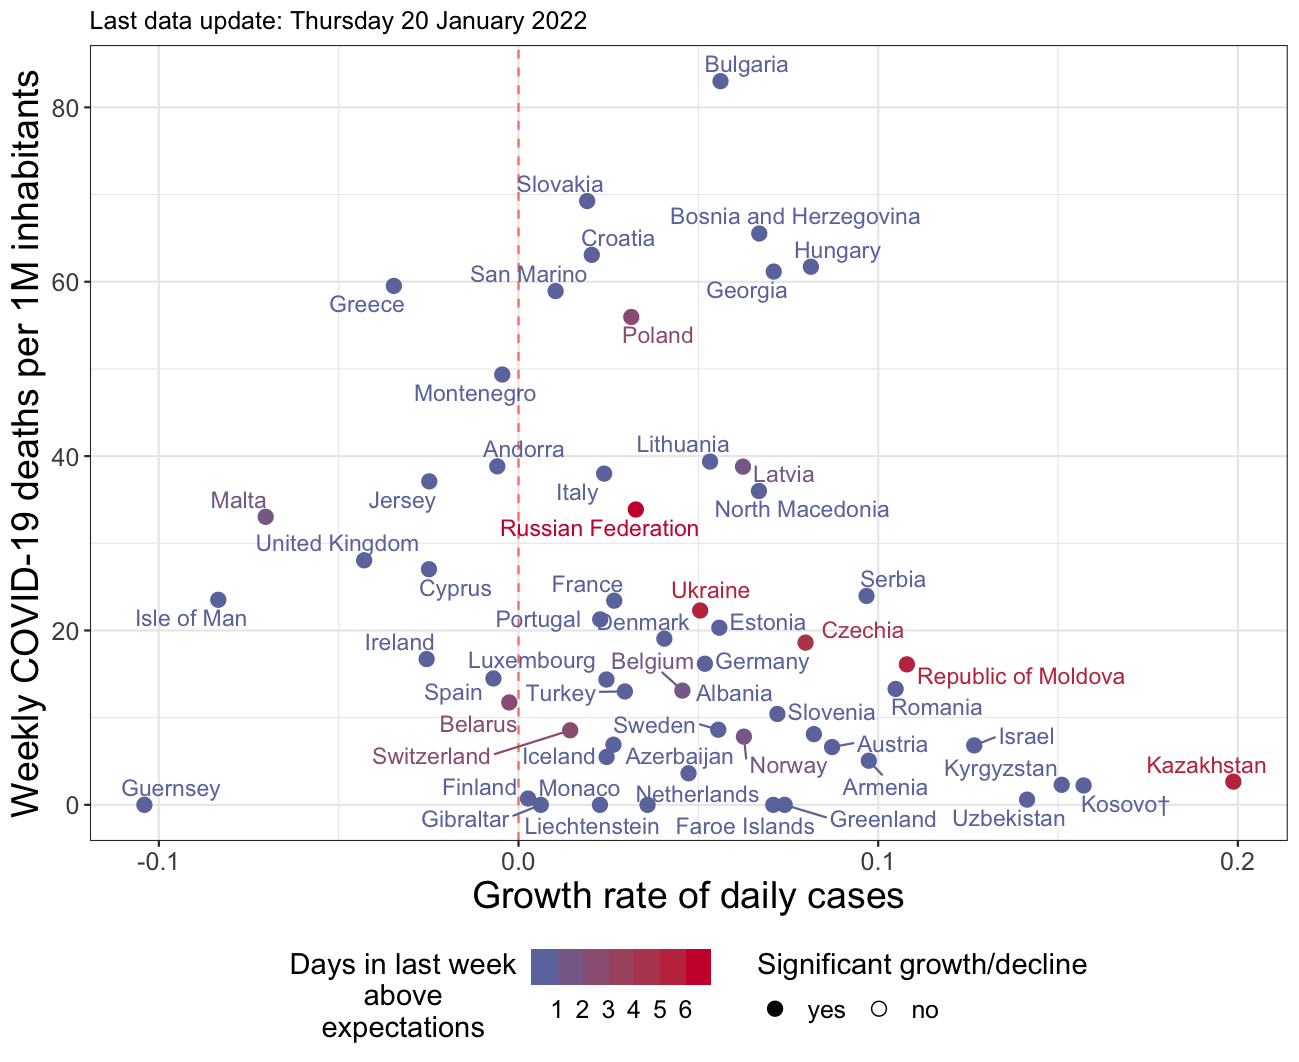 Last data update: Thursday 20 January 2022
Weekly COVID-19 deaths per 1M inhabitants
80
60
40
20
0
Bulgaria
Slovakia
Bosnia and Herzegovina
Croatia
Hungary
San Marino
Georgia
Greece
Poland
Montenegro
Lithuania
Andorra
Latvia
Italy
Jersey
Malta
North Macedonia
Russian Federation
United Kingdom
Serbia
France
Cyprus
Ukraine
Isle of Man
Portugal
Denmark
Estonia
Czechia
Ireland
Luxembourg
Belgium
Germany
Republic of Moldova
Spain
Turkey
Albania
Romania
Belarus
Sweden
Slovenia
Israel
Austria
Switzerland
Iceland
Azerbaijan
Norway
Kyrgyzstan
Kazakhstan
Guernsey
Finland
Monaco
Netherlands
Armenia
Kosovo†
Gibraltar
Liechtenstein
Faroe Islands
Greenland
Uzbekistan
-0.1
0.0
0.1
0.2
Growth rate of daily cases
Days in last week
above
expectations
1 2 3 4 5 6
Significant growth/decline
yes no